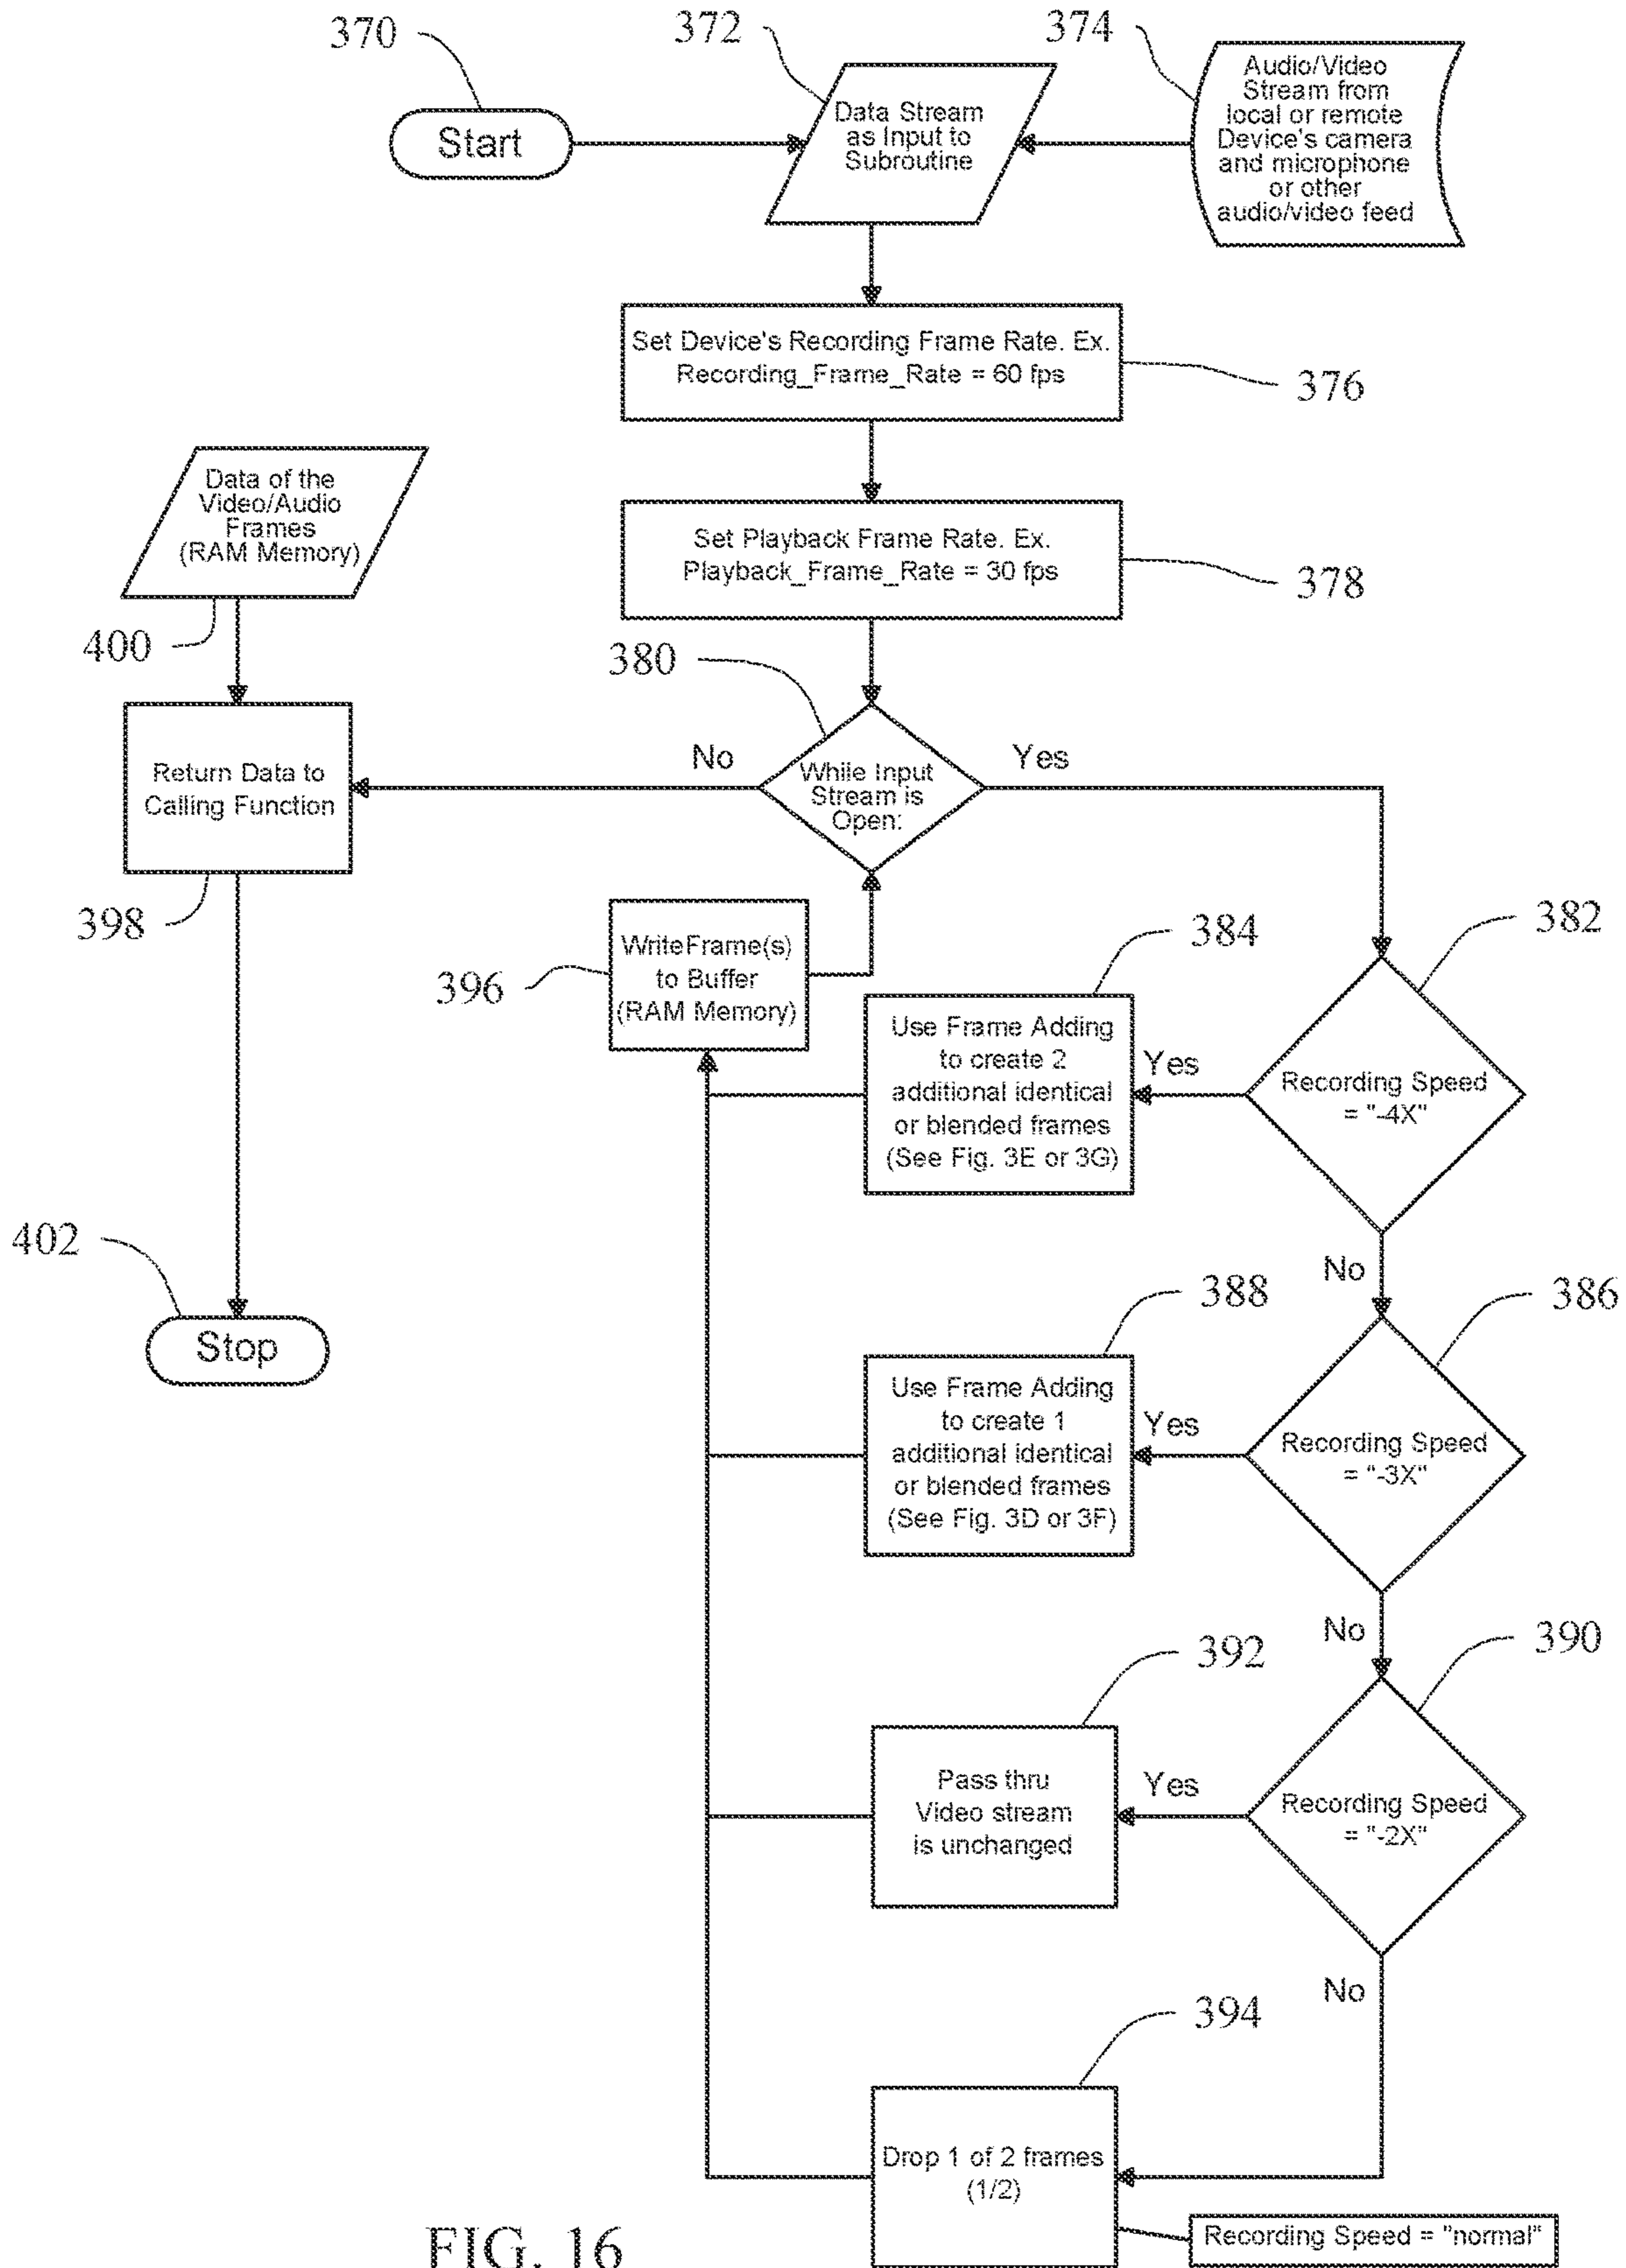 370
372
374
Start
Data Stream
as Input to
Subroutine
Audio/Video
Stream from
local or remote
Device's camera
and microphone
or other
audio/video feed
Set Device's Recording Frame Rate. Ex.
Recording_Frame_Rate = 60 fps
376
Data of the
Video/Audio
Frames
(RAM Memory)
Set Playback Frame Rate. Ex.
Playback_Frame_Rate = 30 fps
378
400
380
Return Data to
Calling Function
No
While Input
Stream is
Open:
Yes
398
WriteFrame(s)
to Buffer
(RAM Memory)
396
384
382
Use Frame Adding
to create 2
additional identical
or blended frames
(See Fig. 3E or 3G)
Yes
Recording Speed
= "-4X"
No
402
Stop
388
386
Use Frame Adding
to create 1
additional identical
or blended frames
(See Fig. 3D or 3F)
Yes
Recording Speed
= "-3X"
No
392
390
Pass thru
Video stream
is unchanged
Yes
Recording Speed
= "-2X"
No
394
Drop 1 of 2 frames
(1/2)
Recording Speed = "normal"
FIG. 16